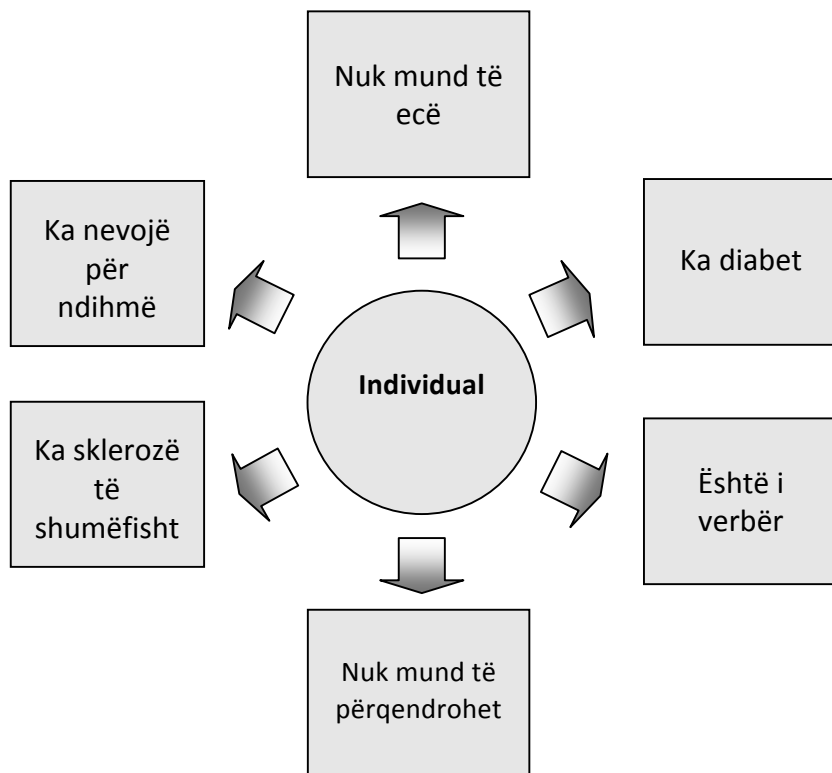 Nuk mund të
ecë
Ka nevojë
për
ndihmë
Ka diabet
Individual
Ka sklerozë
të
shumëfisht
Është i
verbër
Nuk mund të
përqendrohet